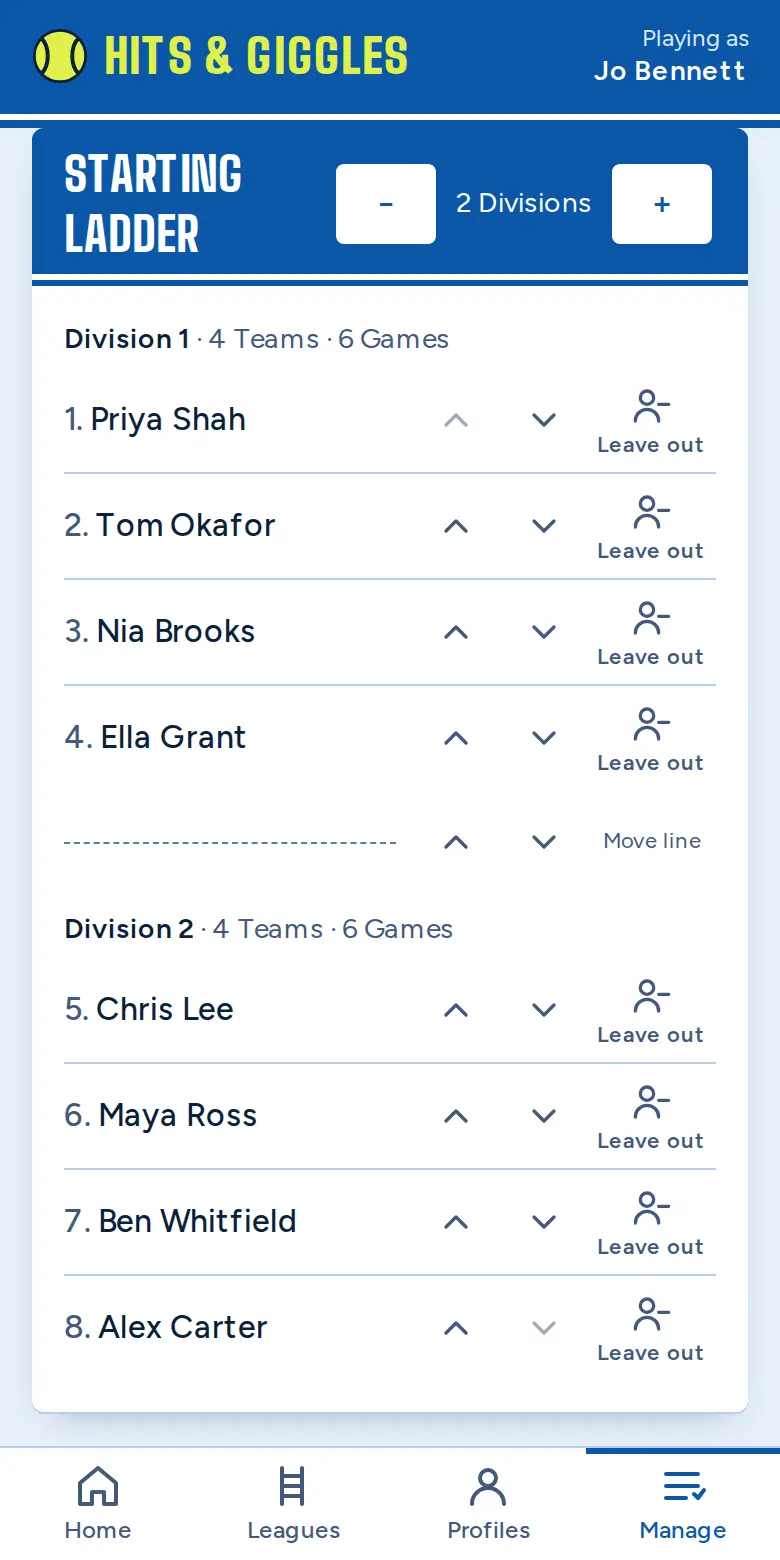 HITS & GIGGLES
Playing as
Jo Bennett
STARTING
LADDER
-
2 Divisions
+
Division 1 · 4 Teams · 6 Games
1. Priya Shah
Leave out
2. Tom Okafor
Leave out
3. Nia Brooks
Leave out
4. Ella Grant
Leave out
Move line
Division 2 · 4 Teams · 6 Games
5. Chris Lee
Leave out
6. Maya Ross
Leave out
7. Ben Whitfield
Leave out
8. Alex Carter
Leave out
Home
Leagues
Profiles
Manage